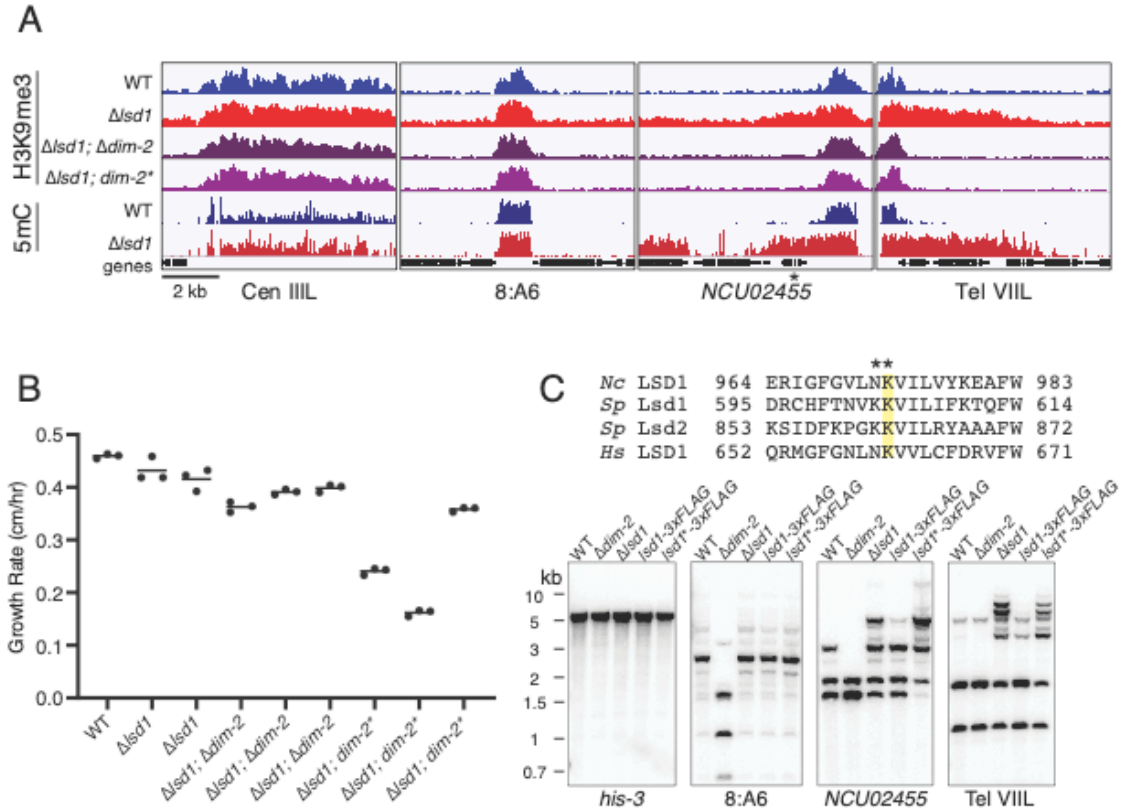 A
H3K9me3
WT
Δlsd1
Δlsd1; Δdim-2
Δlsd1; dim-2*
5mC
WT
Δlsd1
genes
*
2 kb
Cen IIIL
8:A6
NCU02455
Tel VIIL
B
Growth Rate (cm/hr)
0.5
0.4
0.3
0.2
0.1
0.0
WT
Δlsd1
Δlsd1
Δlsd1; Δdim-2
Δlsd1; Δdim-2
Δlsd1; Δdim-2
Δlsd1; dim-2*
Δlsd1; dim-2*
Δlsd1; dim-2*
C
**
Nc LSD1 964 ERIGFGVLNKVILVYKEAFW 983
Sp Lsd1 595 DRCHFTNVKKVILIFKTQFW 614
Sp Lsd2 853 KSIDFKPGKKVILRYAAAFW 872
Hs LSD1 652 QRMGFGNLNKVVLCFDRVFW 671
WT Δdim-2 Δlsd1 lsd1-3xFLAG lsd1*-3xFLAG
WT Δdim-2 Δlsd1 lsd1-3xFLAG lsd1*-3xFLAG
WT Δdim-2 Δlsd1 lsd1-3xFLAG lsd1*-3xFLAG
WT Δdim-2 Δlsd1 lsd1-3xFLAG lsd1*-3xFLAG
kb
10
5
3
2
1.5
1
0.7
his-3
8:A6
NCU02455
Tel VIIL